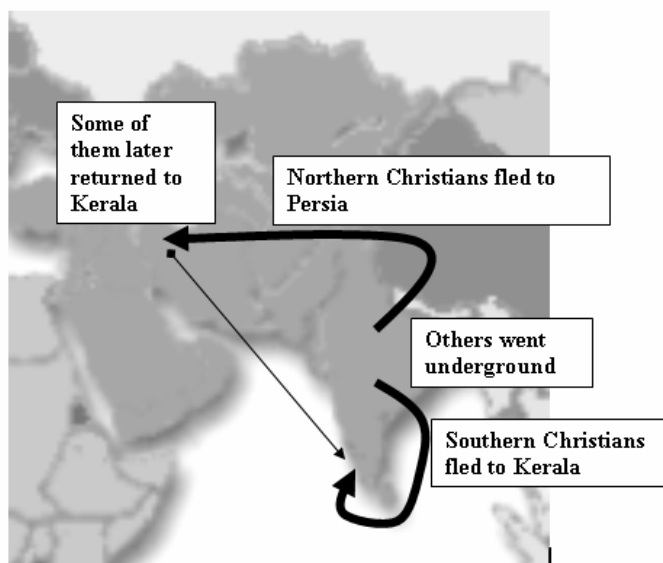 Some of
them later
returned to
Kerala
Northern Christians fled to
Persia
Others went
underground
Southern Christians
fled to Kerala